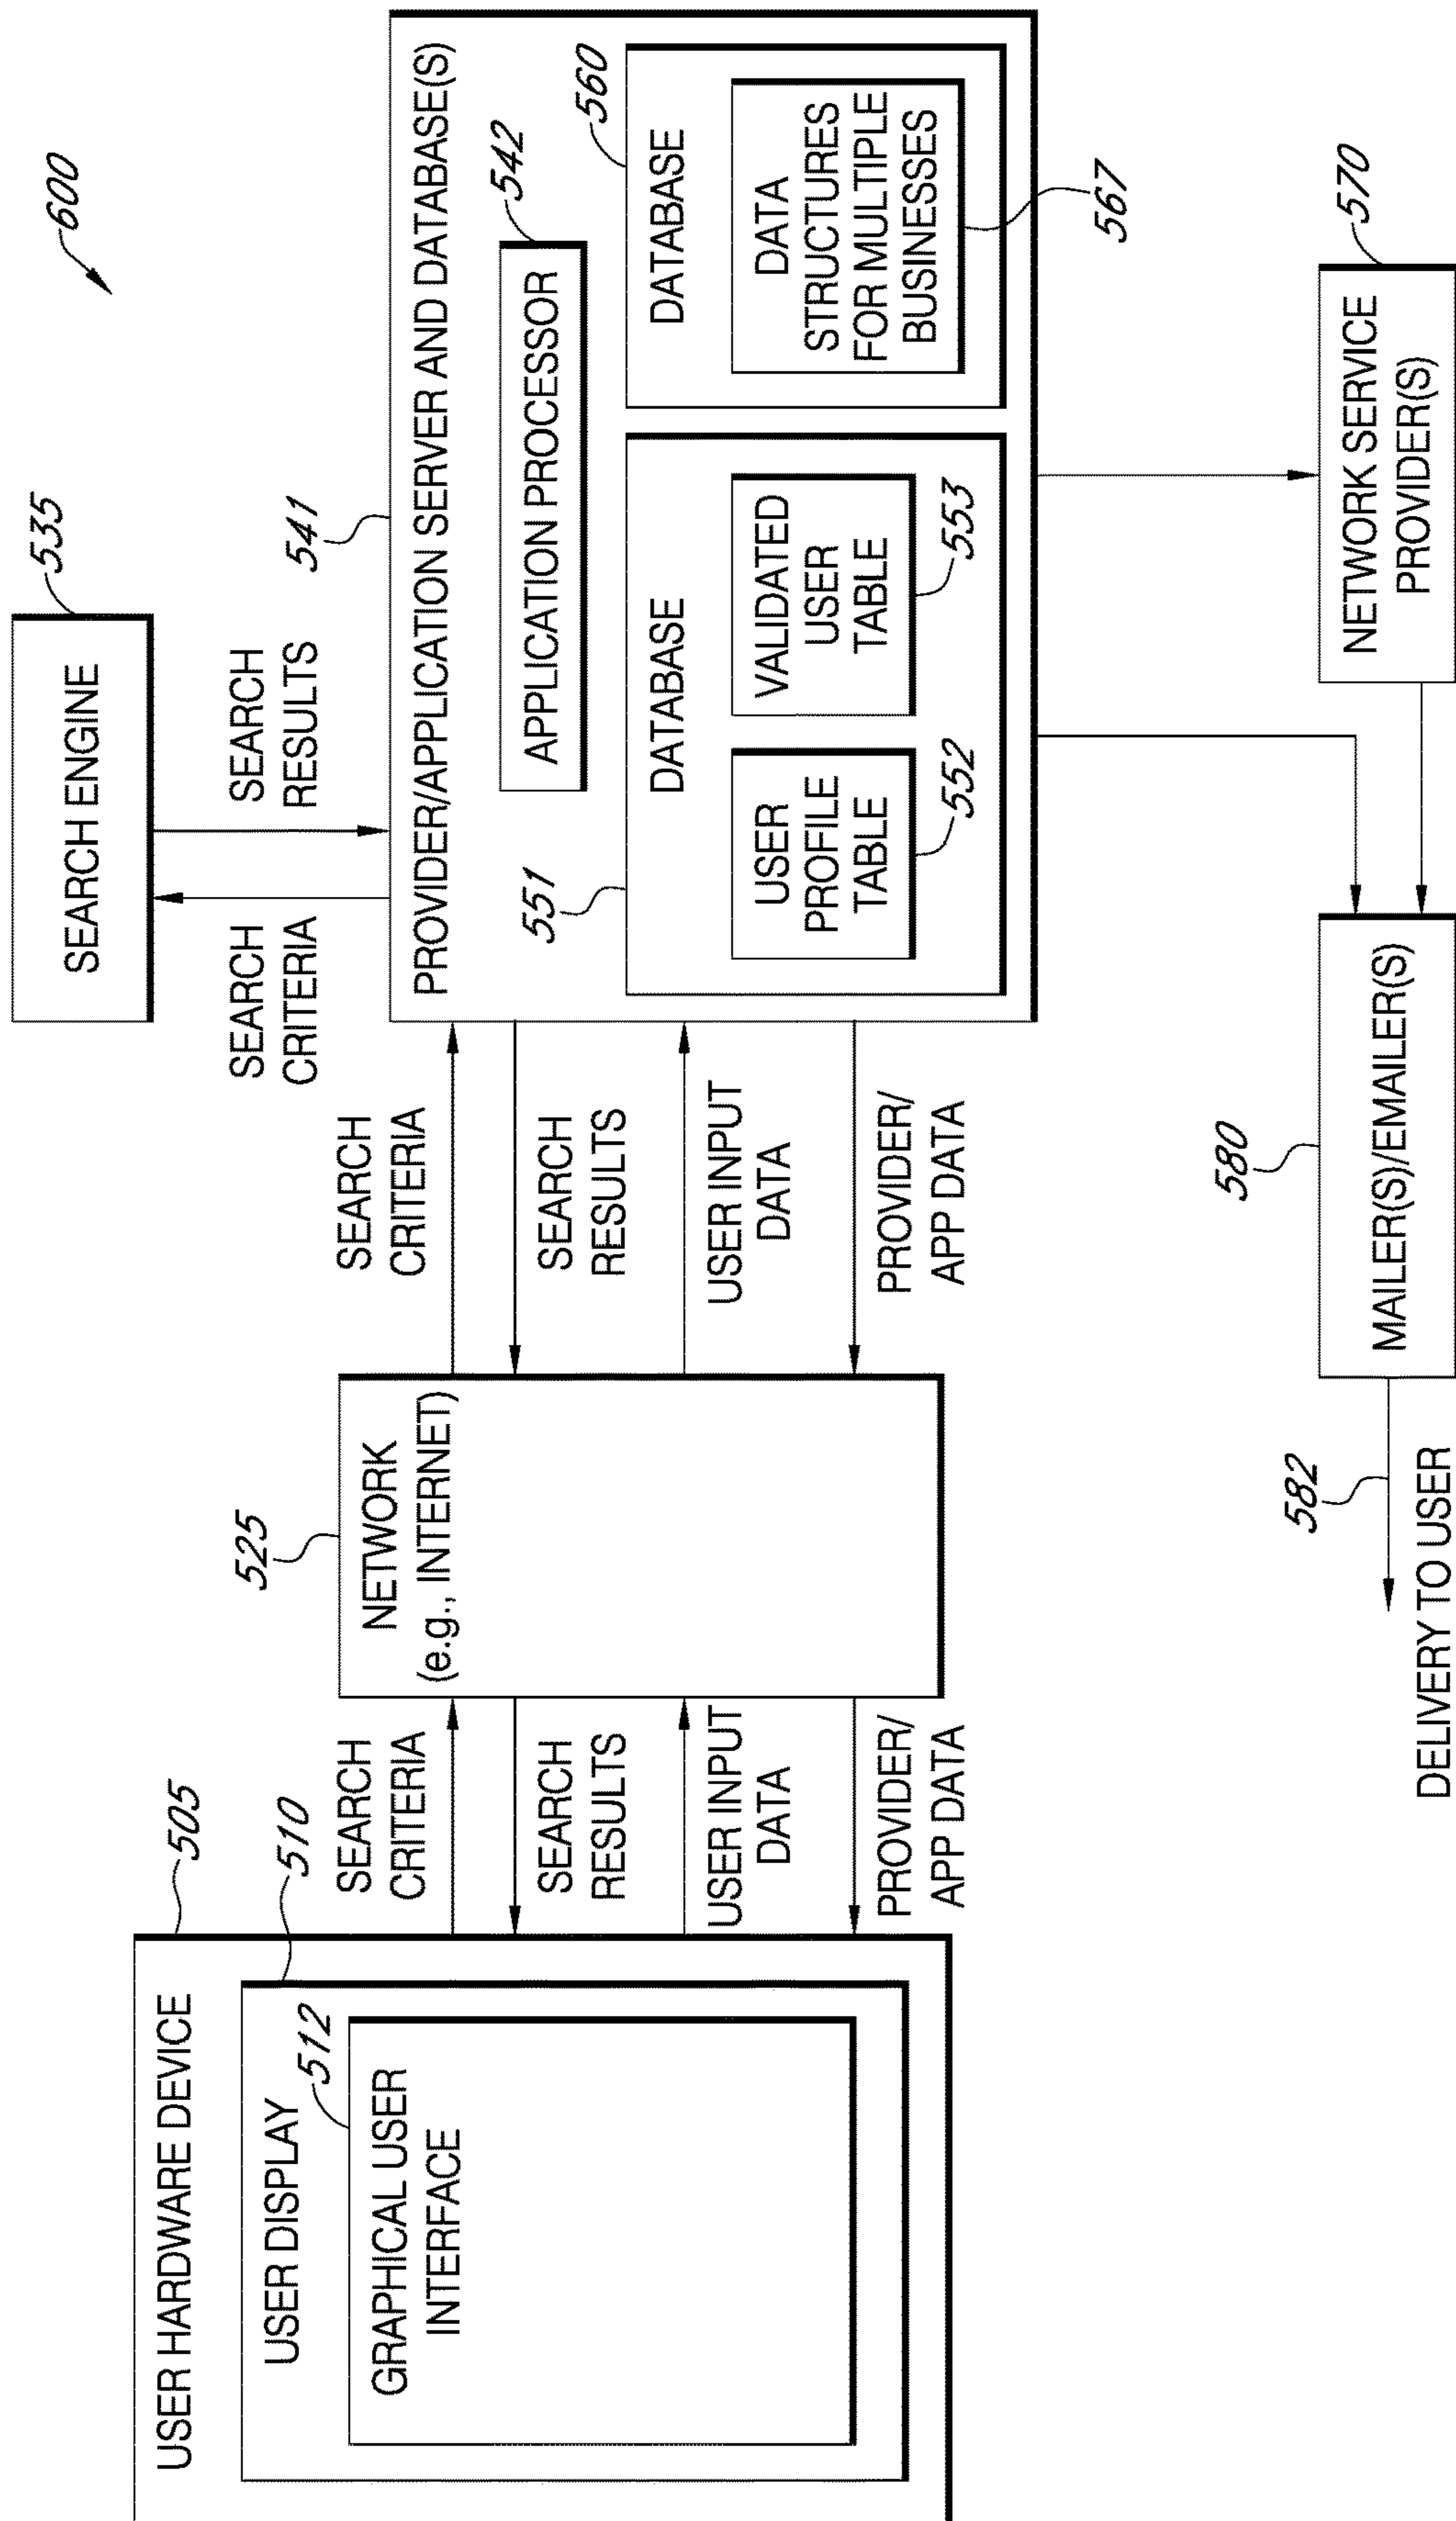 600
USER HARDWARE DEVICE
505
USER DISPLAY
510
GRAPHICAL USER
INTERFACE
512
SEARCH
CRITERIA
SEARCH
RESULTS
USER INPUT
DATA
PROVIDER/
APP DATA
525
NETWORK
(e.g., INTERNET)
SEARCH
CRITERIA
SEARCH
RESULTS
USER INPUT
DATA
PROVIDER/
APP DATA
SEARCH ENGINE
535
SEARCH
CRITERIA
SEARCH
RESULTS
541
PROVIDER/APPLICATION SERVER AND DATABASE(S)
APPLICATION PROCESSOR
542
551
DATABASE
USER
PROFILE
TABLE
552
VALIDATED
USER
TABLE
553
DATABASE
560
DATA
STRUCTURES
FOR MULTIPLE
BUSINESSES
567
NETWORK SERVICE
PROVIDER(S)
570
580
MAILER(S)/EMAILER(S)
582
DELIVERY TO USER